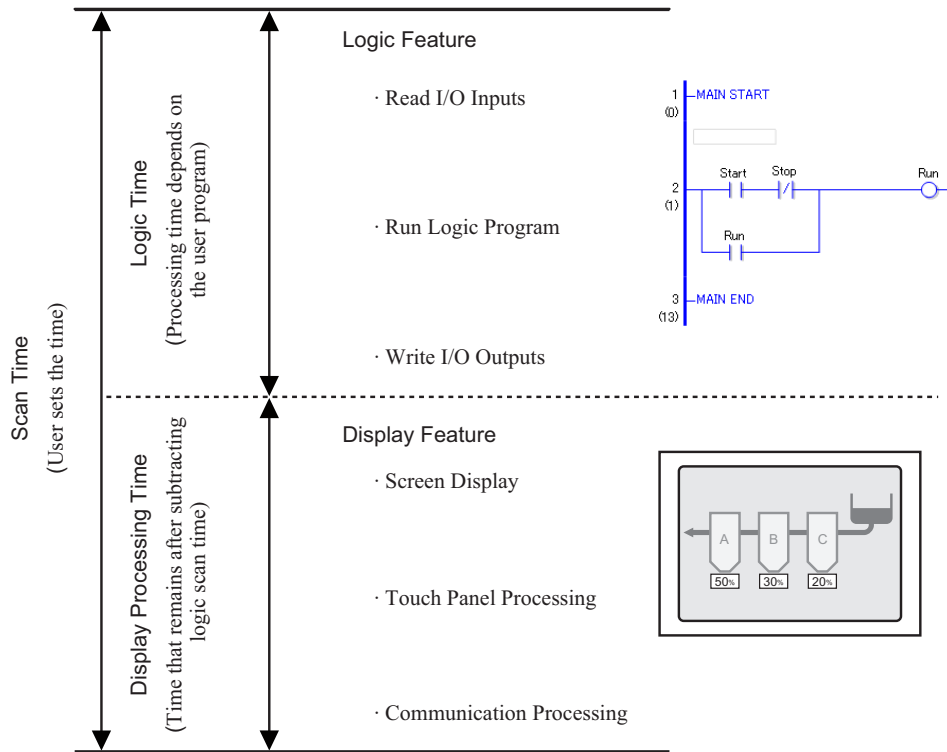 Scan Time
(User sets the time)
Logic Time
(Processing time depends on
the user program)
Logic Feature
· Read I/O Inputs
· Run Logic Program
· Write I/O Outputs
1
(0)
MAIN START
2
(1)
Start
Stop
Run
Run
3
(13)
MAIN END
Display Processing Time
(Time that remains after subtracting
logic scan time)
Display Feature
· Screen Display
· Touch Panel Processing
· Communication Processing
A
B
C
50%
30%
20%